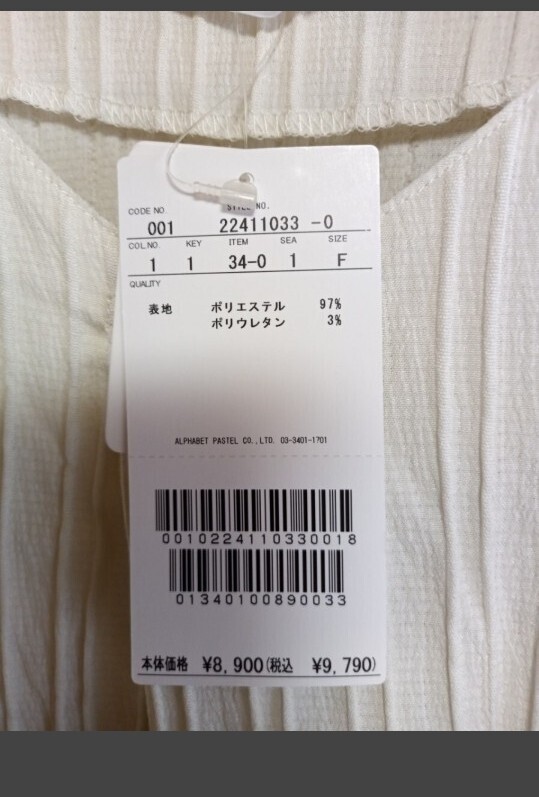 CODE NO. STYLE NO.
001 22411033 -0
COL.NO. KEY ITEM SEA SIZE
1 1 34-0 1 F
QUALITY
表地 ポリエステル 97%
ポリウレタン 3%
ALPHABET PASTEL CO.,LTD. 03-3401-1701
0010224110330018
01340100890033
本体価格 ¥8,900(税込 ¥9,790)